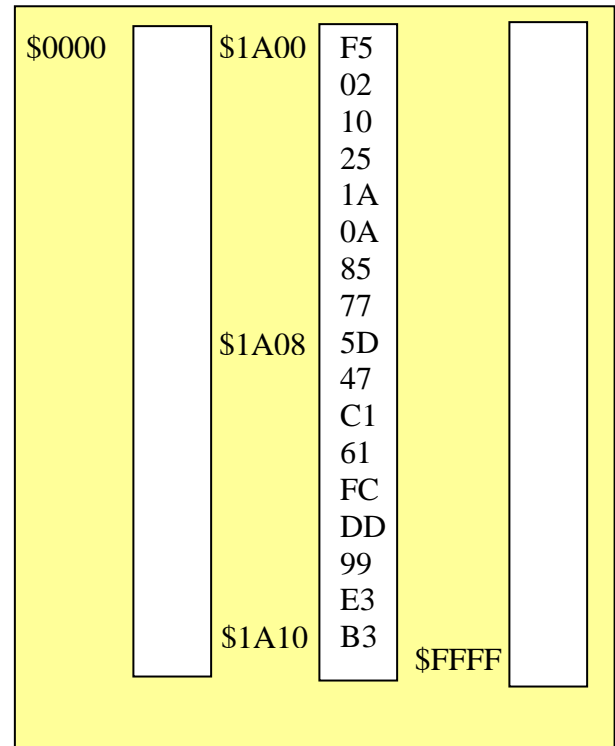 $0000 $1A00 F5
02
10
25
1A
0A
85
77
$1A08 5D
47
C1
61
FC
DD
99
E3
$1A10 B3
$FFFF